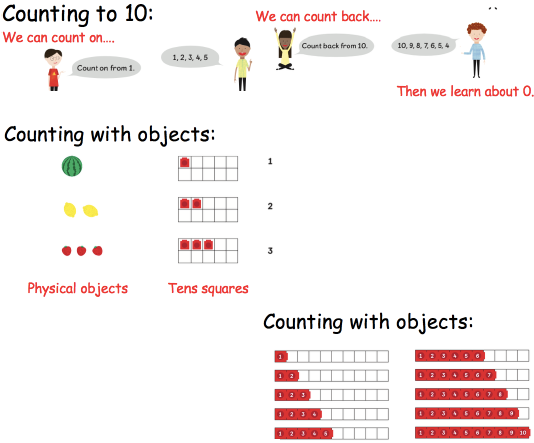 Counting to 10:
We can count on....
Count on from 1.
1, 2, 3, 4, 5
We can count back....
Count back from 10.
10, 9, 8, 7, 6, 5, 4
Then we learn about 0.
Counting with objects:
1
2
3
Physical objects
Tens squares
Counting with objects:
1
1 2
1 2 3
1 2 3 4
1 2 3 4 5
1 2 3 4 5 6
1 2 3 4 5 6 7
1 2 3 4 5 6 7 8
1 2 3 4 5 6 7 8 9
1 2 3 4 5 6 7 8 9 10